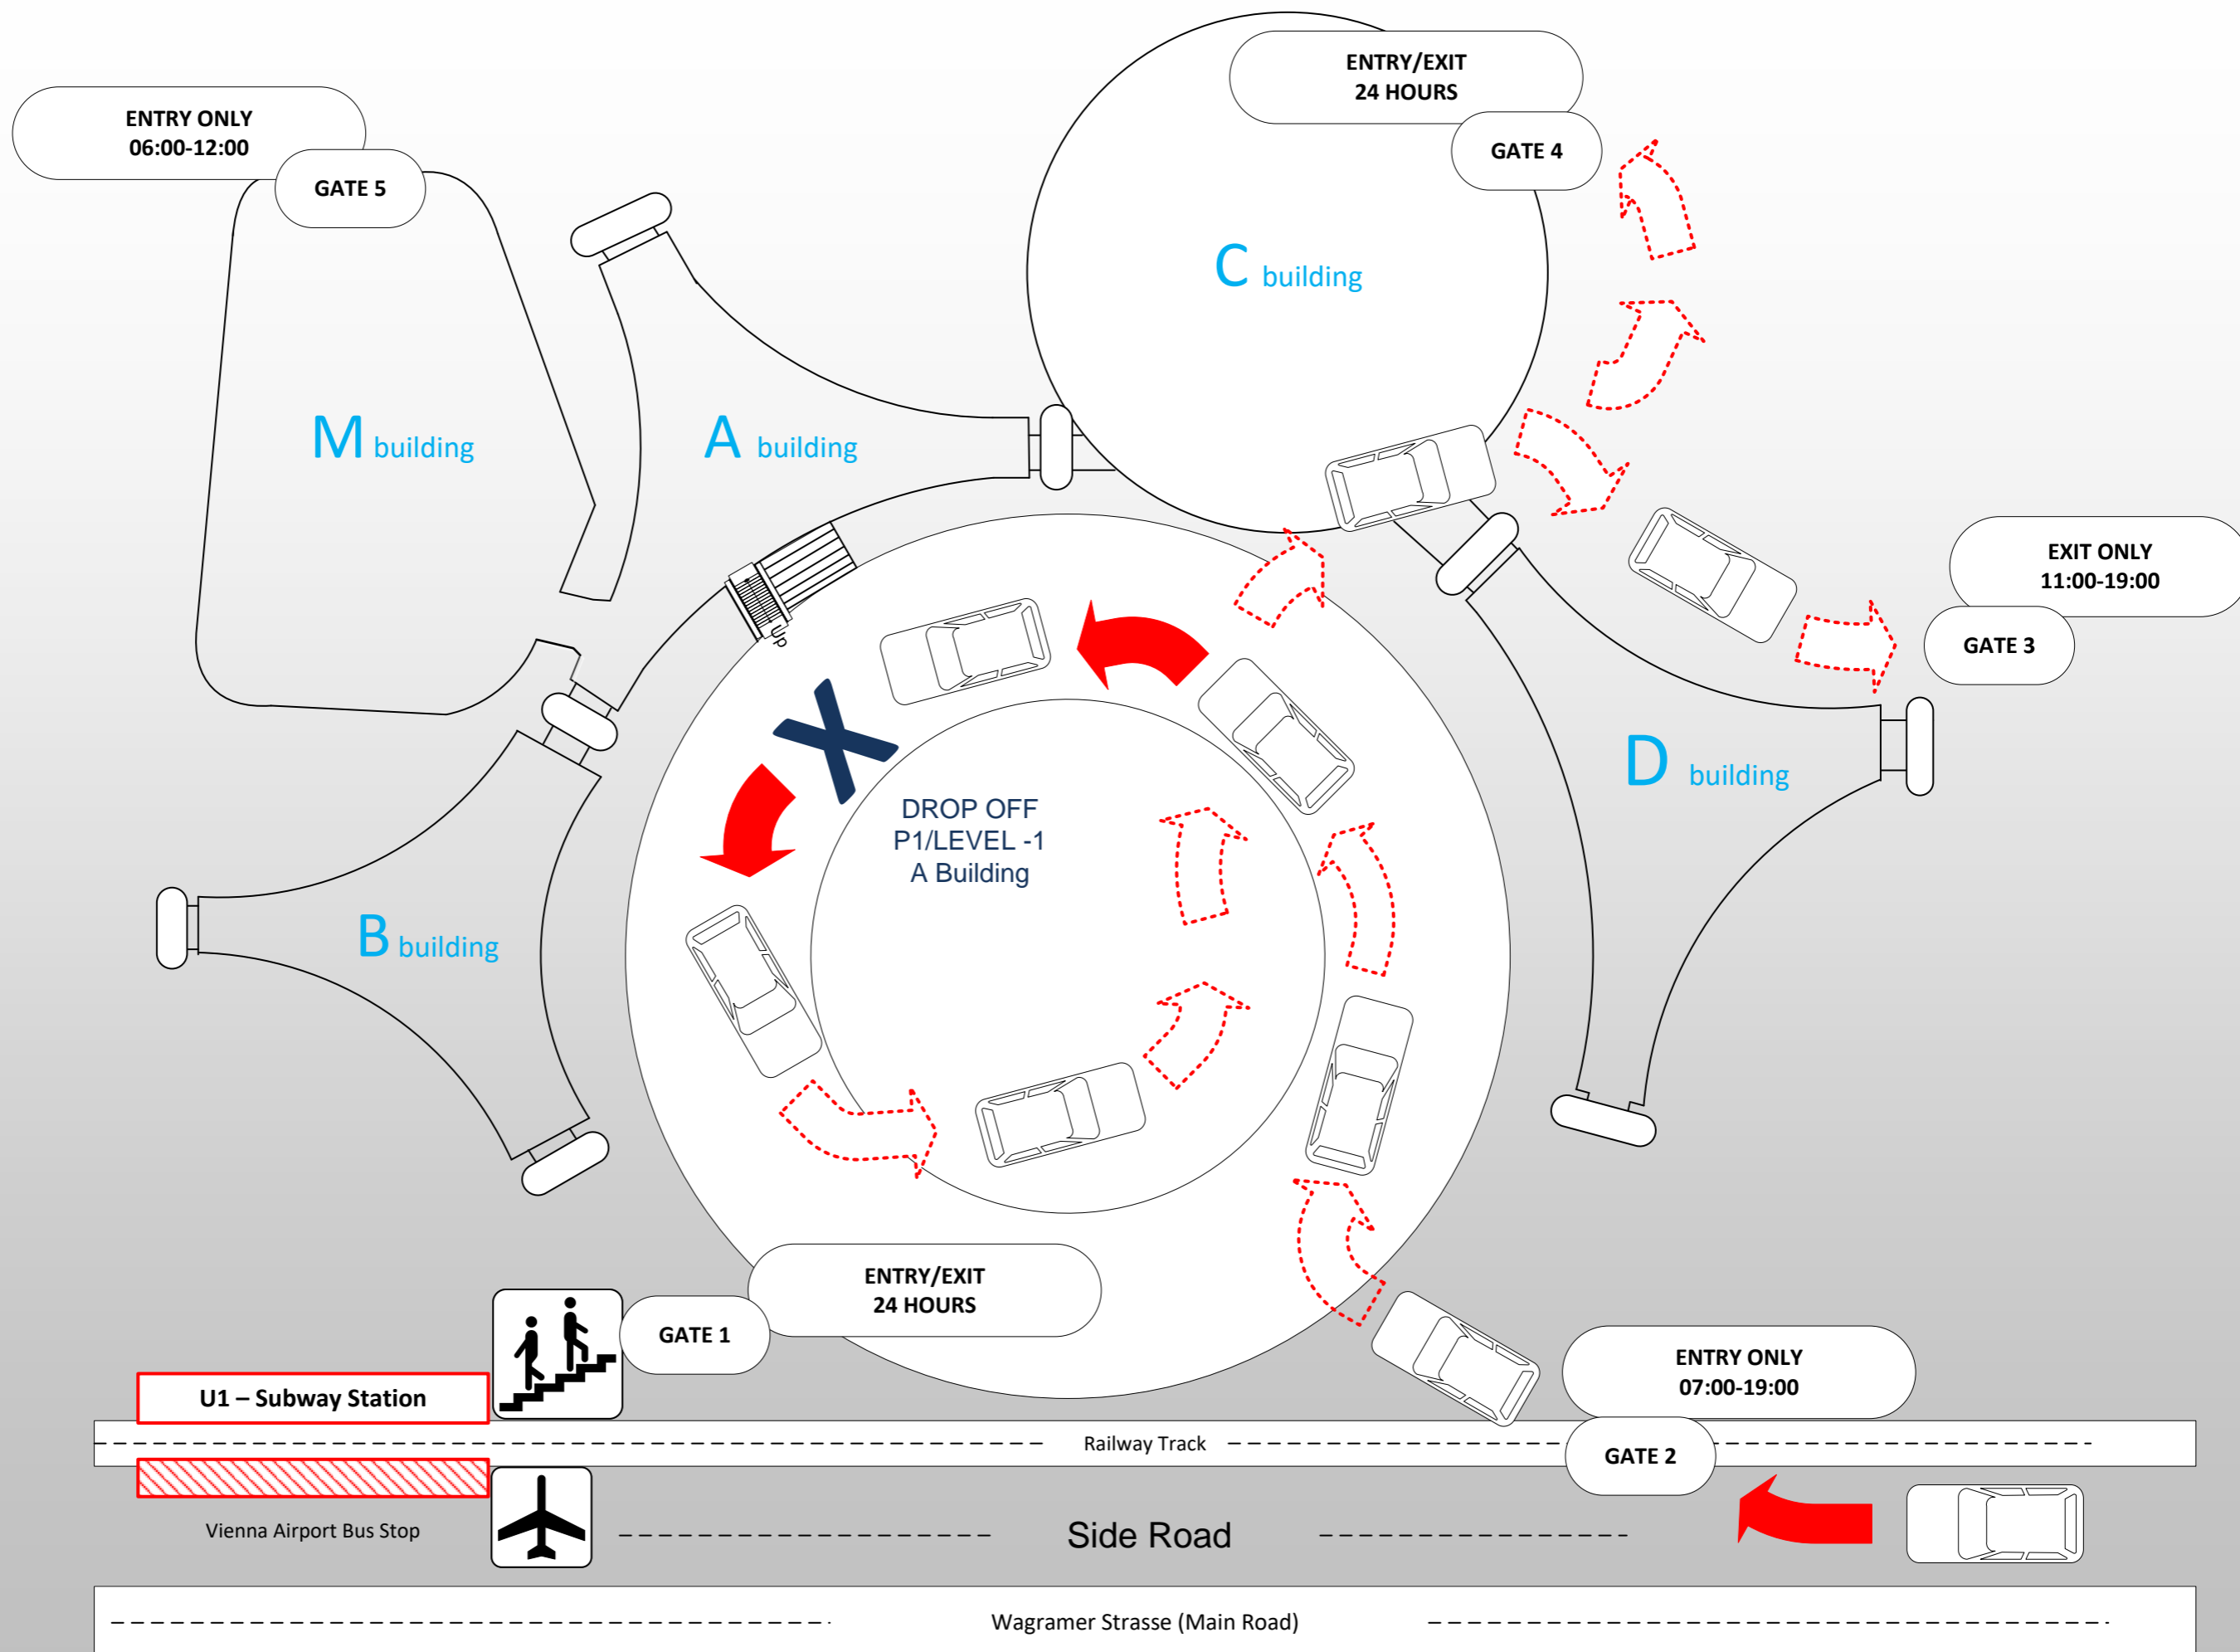 ENTRY/EXIT
24 HOURS
GATE 4
ENTRY ONLY
06:00-12:00
GATE 5
C building
M building
A building
EXIT ONLY
11:00-19:00
GATE 3
Up
X
D building
DROP OFF
P1/LEVEL -1
A Building
B building
ENTRY/EXIT
24 HOURS
GATE 1
ENTRY ONLY
07:00-19:00
GATE 2
U1 – Subway Station
Railway Track
Vienna Airport Bus Stop
Side Road
Wagramer Strasse (Main Road)